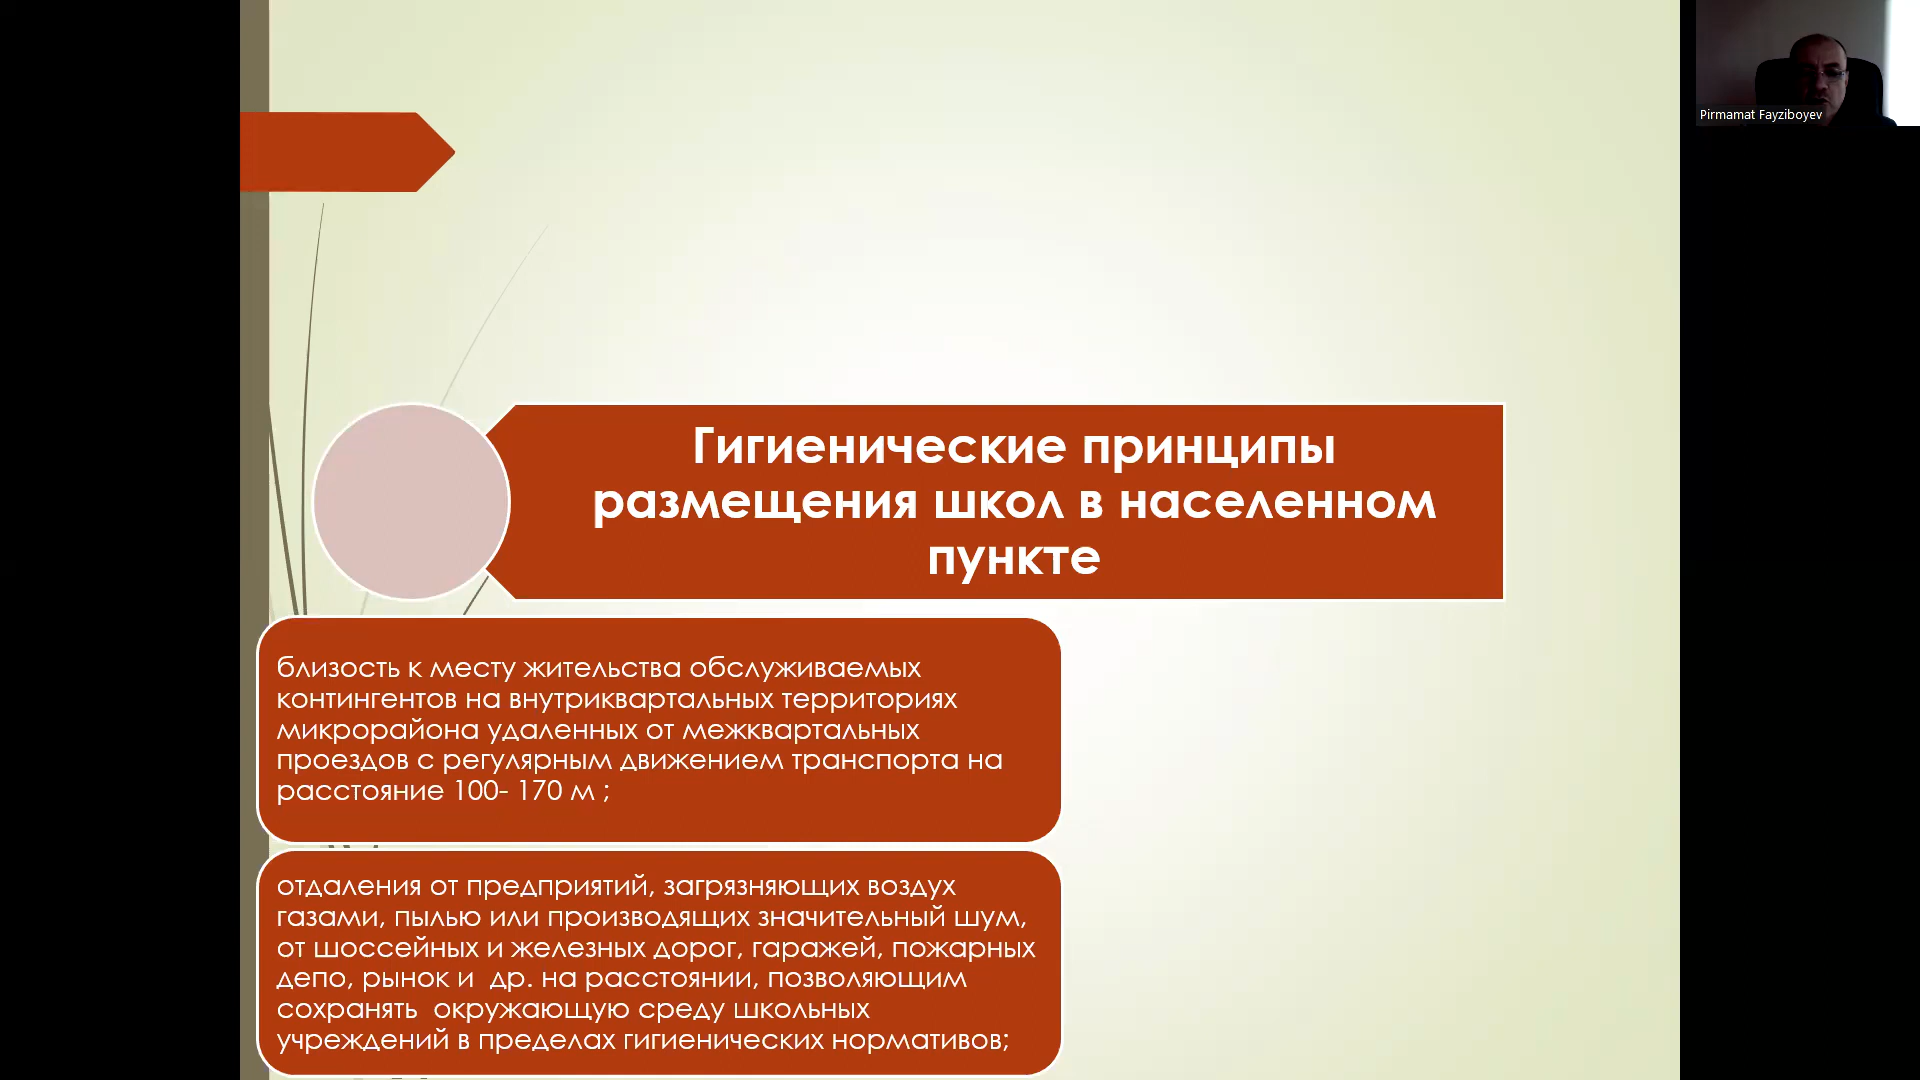 Pirmamat Fayziboyev
Гигиенические принципы
размещения школ в населенном
пункте
близость к месту жительства обслуживаемых
контингентов на внутриквартальных территориях
микрорайона удаленных от межквартальных
проездов с регулярным движением транспорта на
расстояние 100- 170 м ;
отдаления от предприятий, загрязняющих воздух
газами, пылью или производящих значительный шум,
от шоссейных и железных дорог, гаражей, пожарных
депо, рынок и  др. на расстоянии, позволяющим
сохранять  окружающую среду школьных
учреждений в пределах гигиенических нормативов;